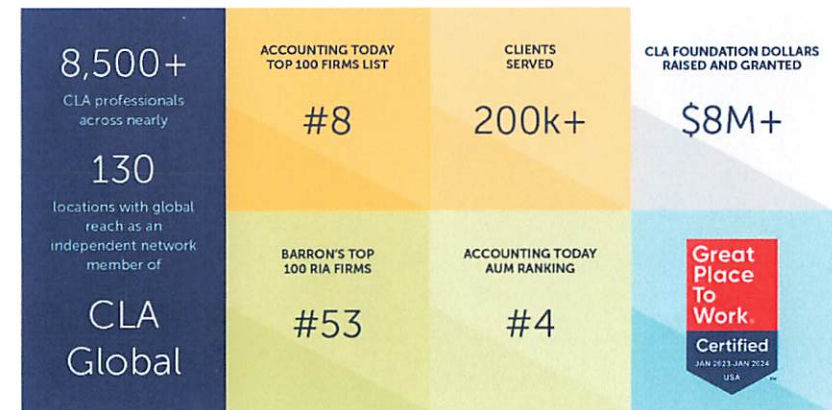 8,500+
CLA professionals
across nearly
130
locations with global
reach as an
independent network
member of
CLA
Global
ACCOUNTING TODAY
TOP 100 FIRMS LIST
#8
CLIENTS
SERVED
200k+
CLA FOUNDATION DOLLARS
RAISED AND GRANTED
$8M+
BARRON'S TOP
100 RIA FIRMS
#53
ACCOUNTING TODAY
AUM RANKING
#4
Great
Place
To
Work®
Certified
JAN 2023-JAN 2024
USA
™